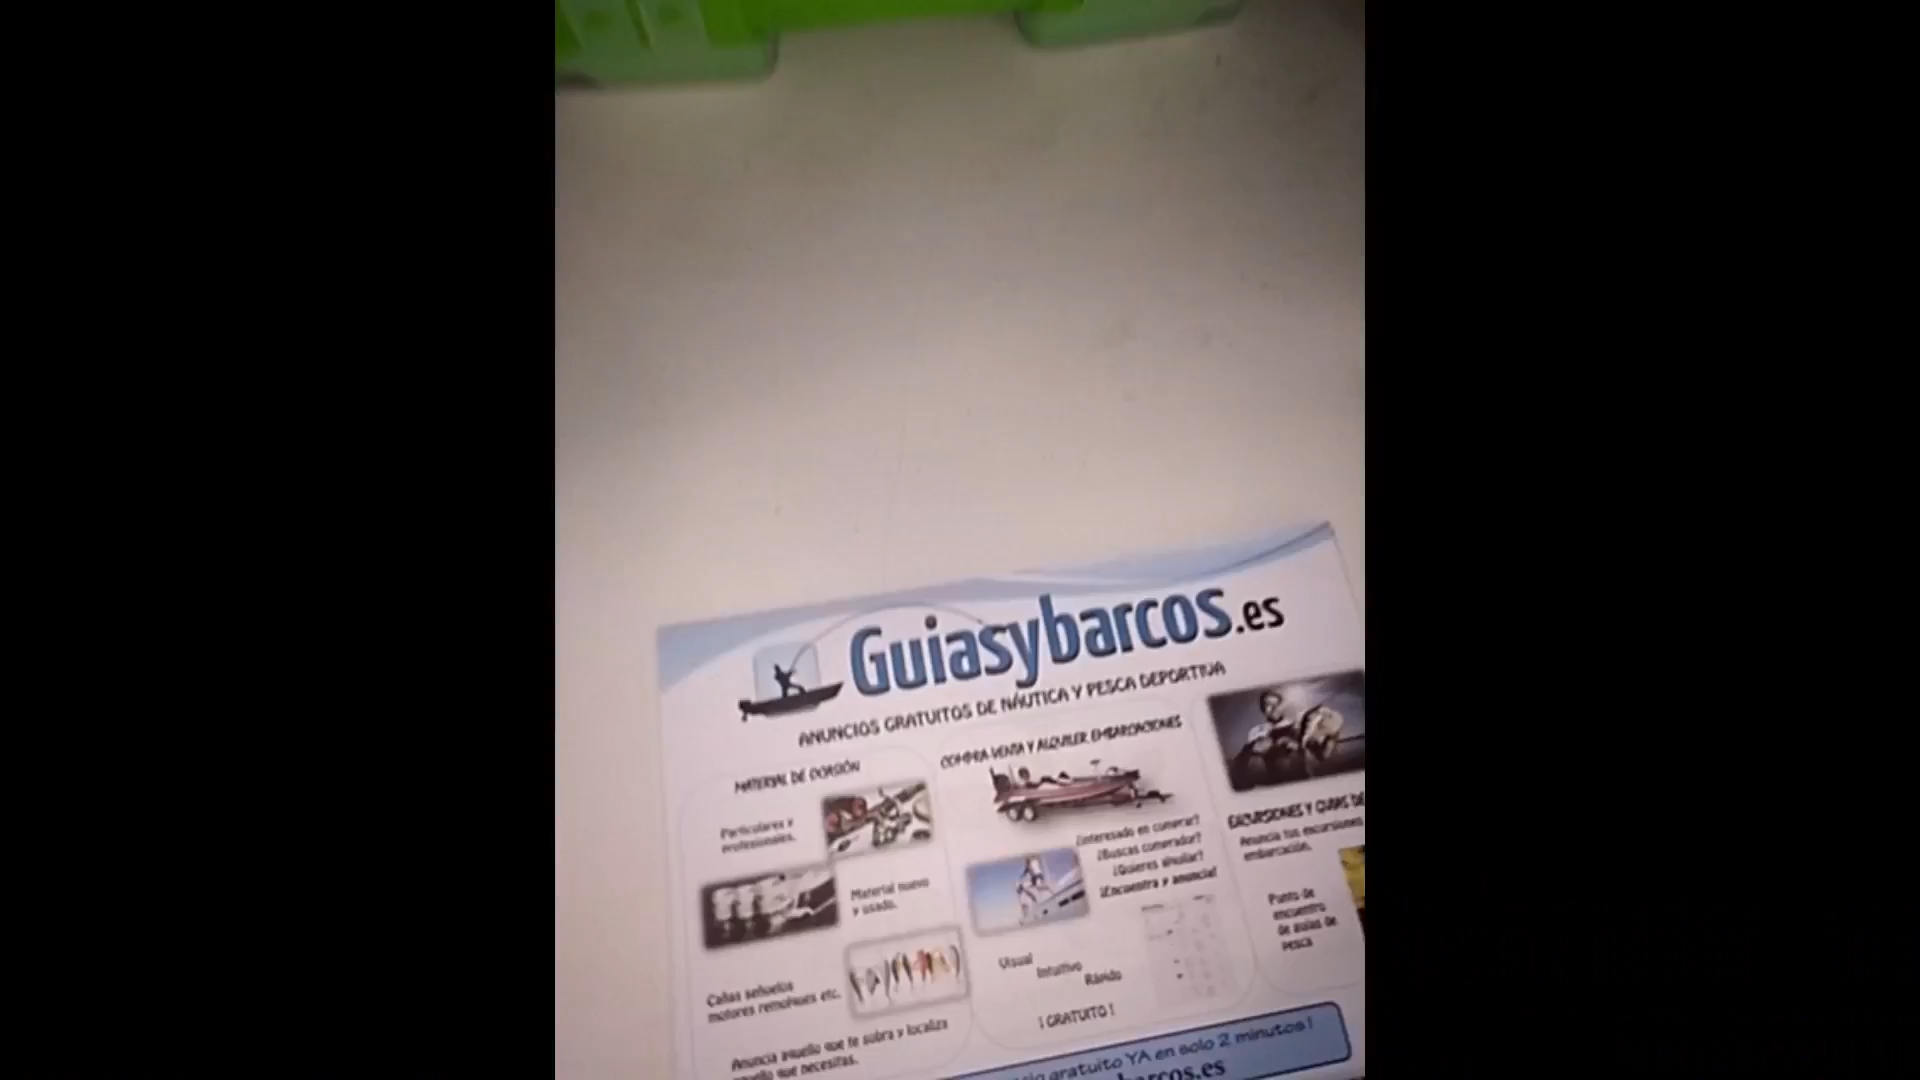 Guiasybarcos.es
ANUNCIOS GRATUITOS DE NÁUTICA Y PESCA DEPORTIVA
MATERIAL DE OCASIÓN
Particulares y
profesionales.
Material nuevo
y usado.
Cañas señuelos
motores remolques etc.
Anuncia aquello que te sobra y localiza
aquello que necesitas.
COMPRA-VENTA Y ALQUILER EMBARCACIONES
¿Interesado en comprar?
¿Buscas comprador?
¿Quieres alquilar?
¡Encuentra y anuncia!
Visual
Intuitivo
Rápido
¡ GRATUITO !
EXCURSIONES Y GUIAS DE
Anuncia tus excursiones
embarcación.
Punto de
encuentro
de guías de
pesca
gratuito YA en solo 2 minutos !
barcos.es